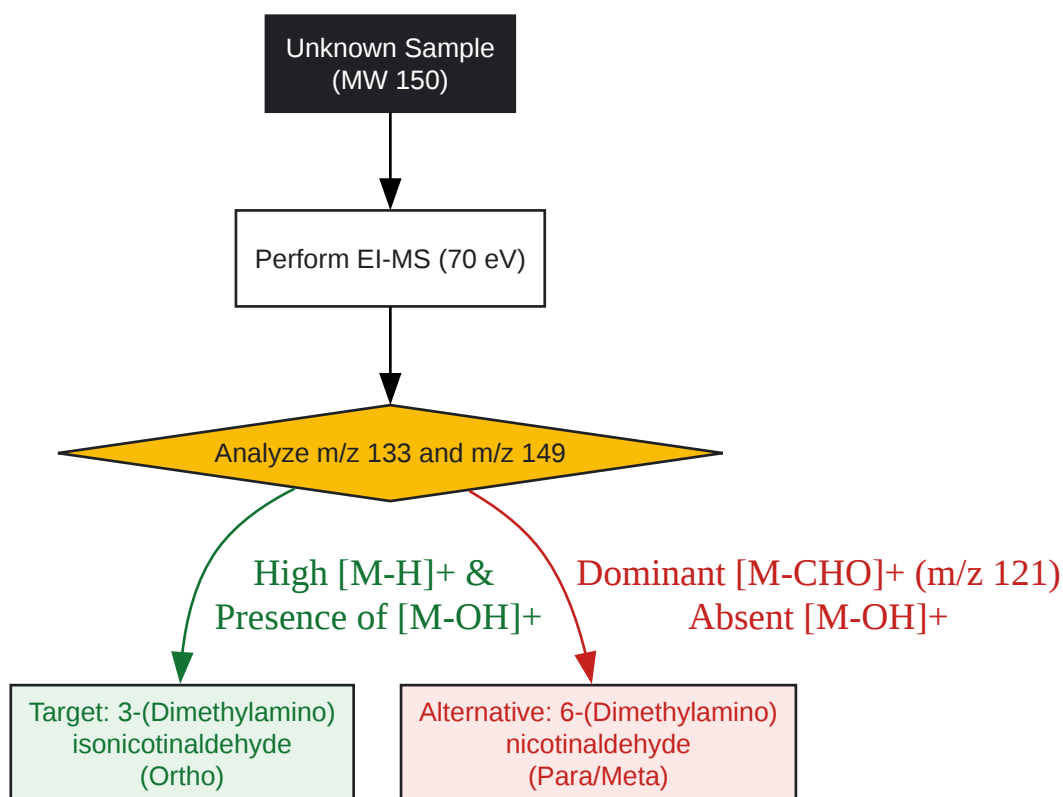 Unknown Sample
(MW 150)
Perform EI-MS (70 eV)
Analyze m/z 133 and m/z 149
High [M-H]+ &
Presence of [M-OH]+
Dominant [M-CHO]+ (m/z 121)
Absent [M-OH]+
Target: 3-(Dimethylamino)
isonicotinaldehyde
(Ortho)
Alternative: 6-(Dimethylamino)
nicotinaldehyde
(Para/Meta)